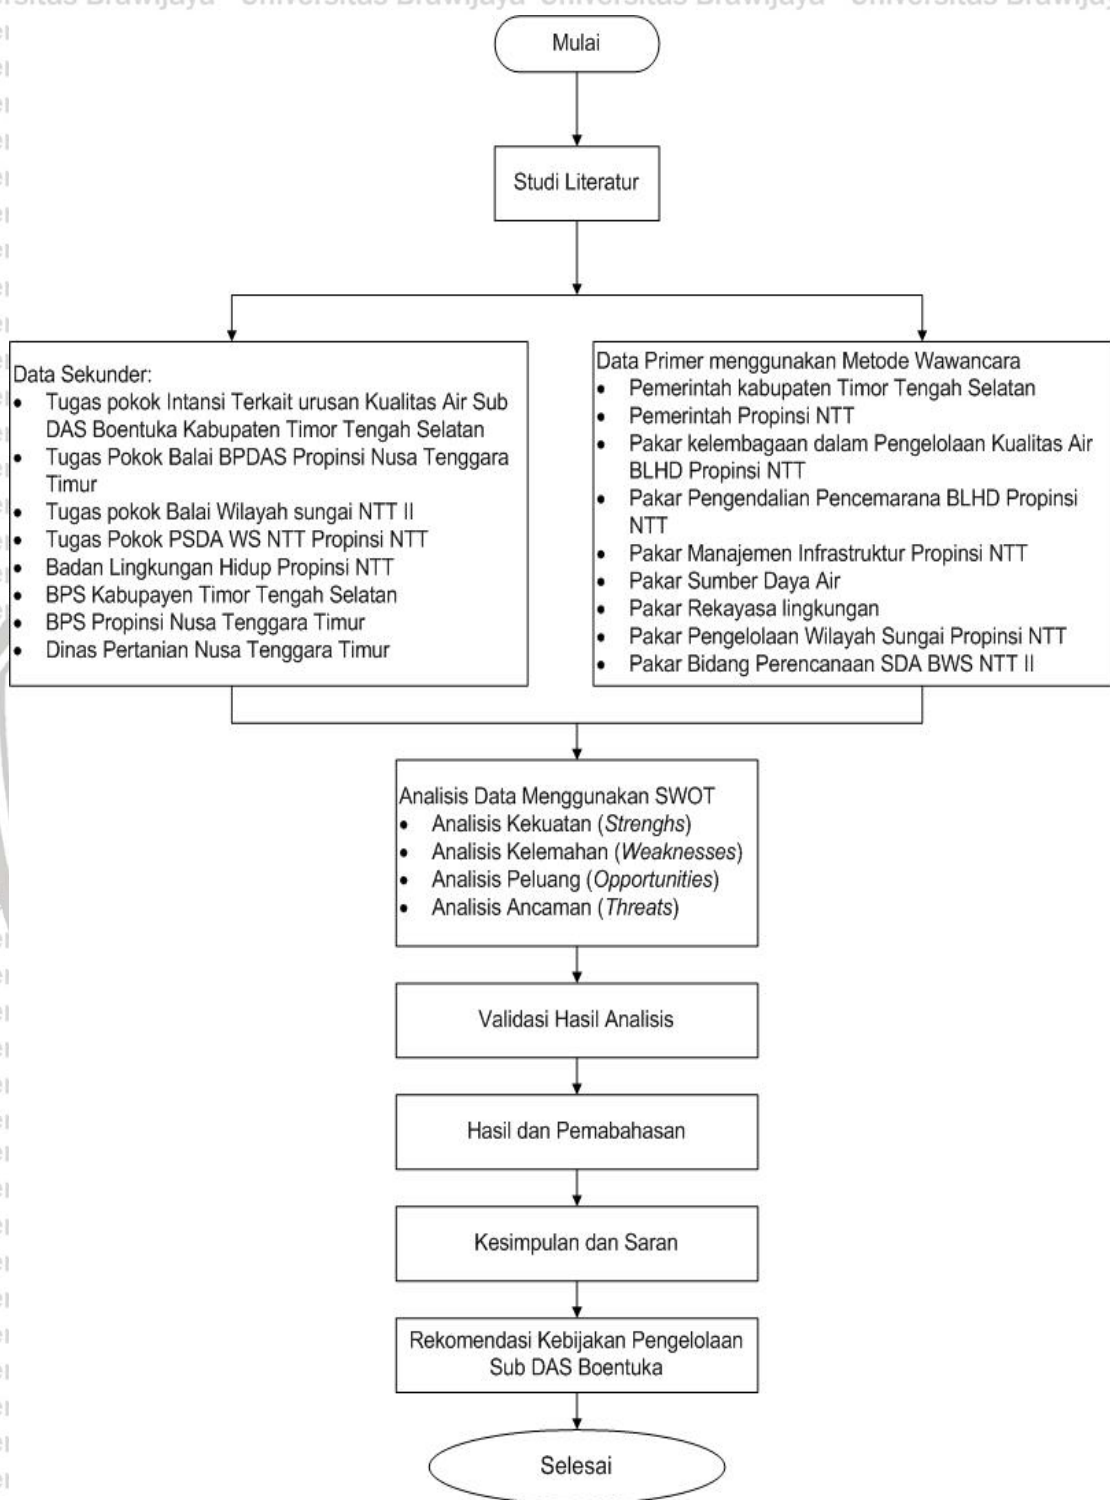 Universitas Brawijaya Universitas Brawijaya Universitas Brawijaya
Mulai
Studi Literatur
Data Sekunder:
• Tugas pokok Intansi Terkait urusan Kualitas Air Sub
DAS Boentuka Kabupaten Timor Tengah Selatan
• Tugas Pokok Balai BPDAS Propinsi Nusa Tenggara
Timur
• Tugas pokok Balai Wilayah sungai NTT II
• Tugas Pokok PSDA WS NTT Propinsi NTT
• Badan Lingkungan Hidup Propinsi NTT
• BPS Kabupayen Timor Tengah Selatan
• BPS Propinsi Nusa Tenggara Timur
• Dinas Pertanian Nusa Tenggara Timur
Data Primer menggunakan Metode Wawancara
• Pemerintah kabupaten Timor Tengah Selatan
• Pemerintah Propinsi NTT
• Pakar kelembagaan dalam Pengelolaan Kualitas Air
BLHD Propinsi NTT
• Pakar Pengendalian Pencemarana BLHD Propinsi
NTT
• Pakar Manajemen Infrastruktur Propinsi NTT
• Pakar Sumber Daya Air
• Pakar Rekayasa lingkungan
• Pakar Pengelolaan Wilayah Sungai Propinsi NTT
• Pakar Bidang Perencanaan SDA BWS NTT II
Analisis Data Menggunakan SWOT
• Analisis Kekuatan (Strenghs)
• Analisis Kelemahan (Weaknesses)
• Analisis Peluang (Opportunities)
• Analisis Ancaman (Threats)
Validasi Hasil Analisis
Hasil dan Pemabahasan
Kesimpulan dan Saran
Rekomendasi Kebijakan Pengelolaan
Sub DAS Boentuka
Selesai